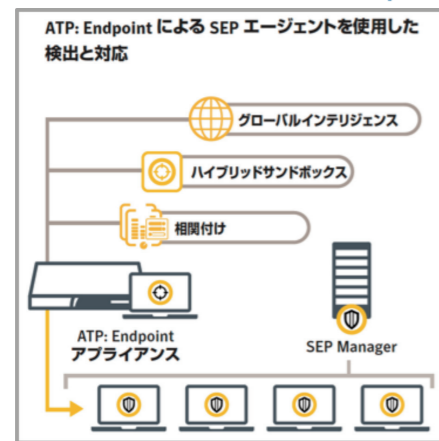 ATP: Endpoint による SEP エージェントを使用した
検出と対応
グローバルインテリジェンス
ハイブリッドサンドボックス
相関付け
ATP: Endpoint
アプライアンス
SEP Manager